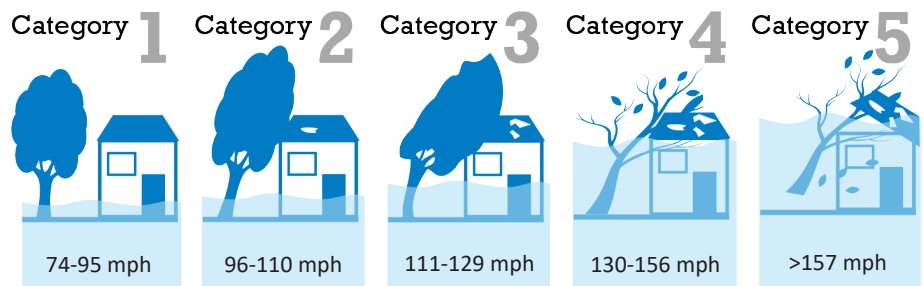 Category 1
Category 2
Category 3
Category 4
Category 5
74-95 mph
96-110 mph
111-129 mph
130-156 mph
>157 mph